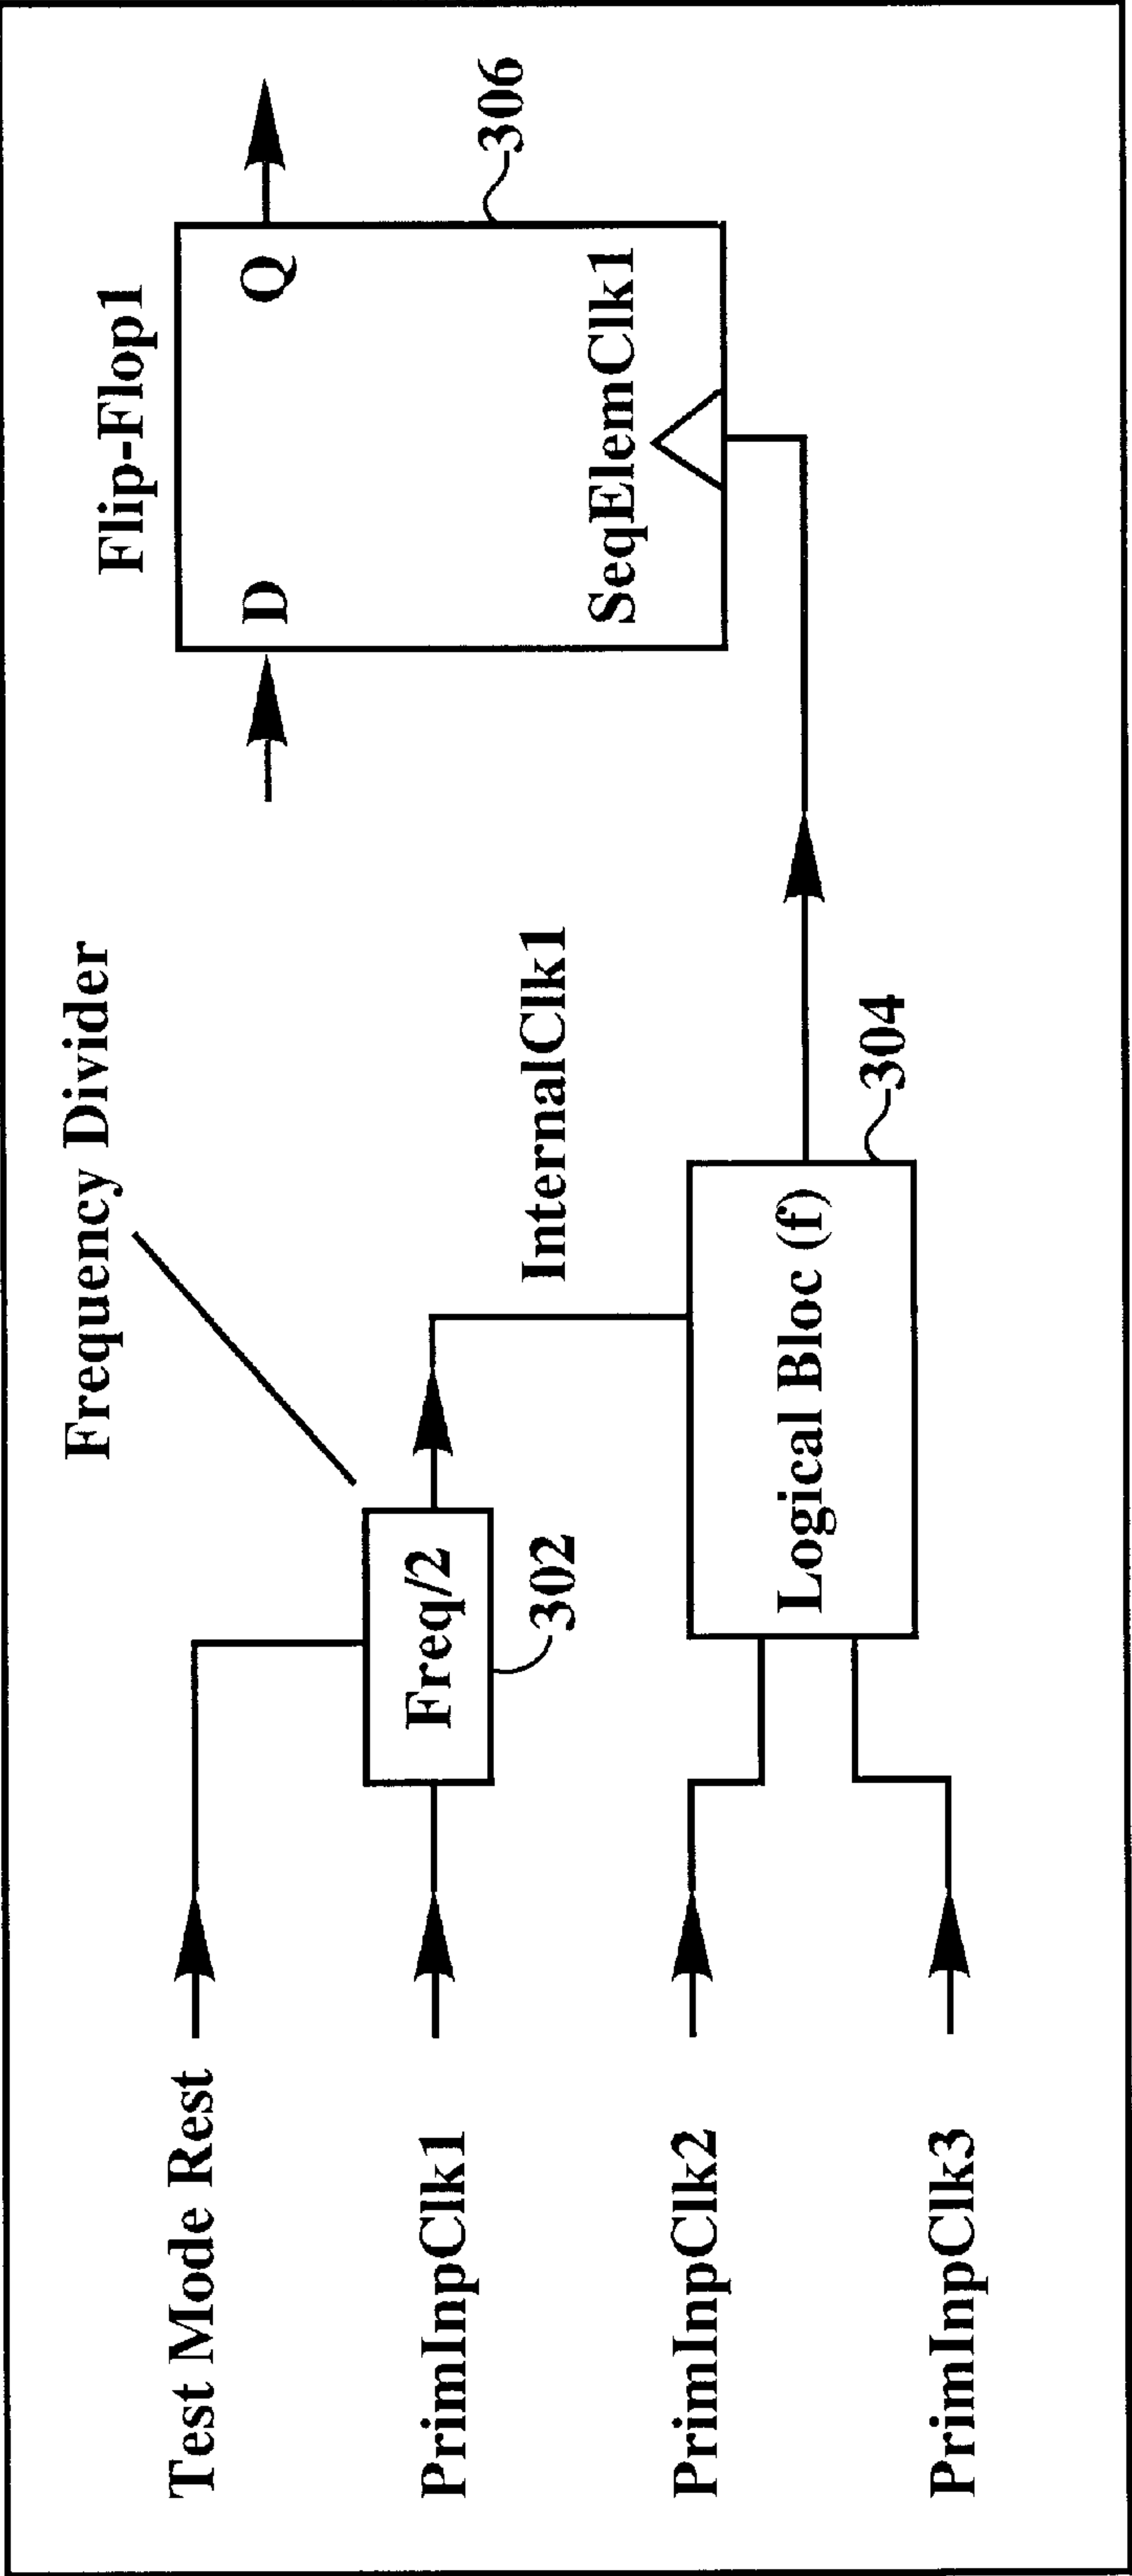 Frequency Divider
Flip-Flop1
Test Mode Rest
D
Q
PrimInpClk1
Freq/2
302
InternalClk1
306
SeqElemClk1
PrimInpClk2
Logical Bloc (f)
304
PrimInpClk3